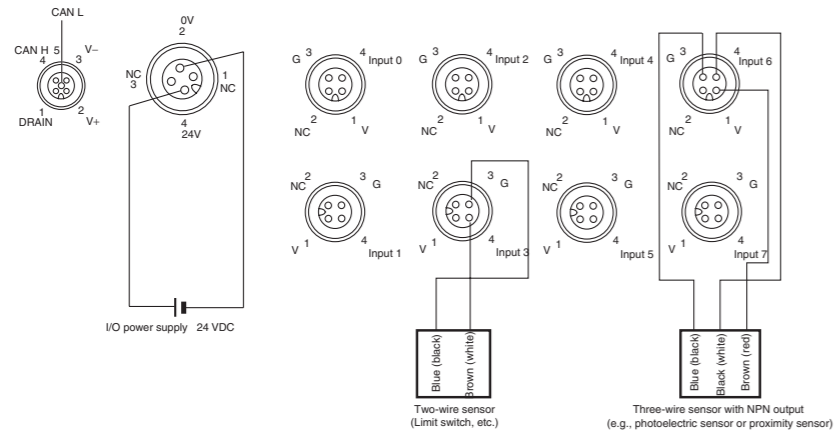 CAN L
CAN H 5 V–
4 3
1 2
DRAIN V+
0V
2
NC
3
1
NC
4
24V
I/O power supply 24 VDC
G 3 4 Input 0
2 1
NC V
G 3 4 Input 2
2 1
NC V
G 3 4 Input 4
2 1
NC V
G 3 4 Input 6
2 1
NC V
NC 2 3 G
V 1 4 Input 1
NC 2 3 G
V 1 4 Input 3
NC 2 3 G
V 1 4 Input 5
NC 2 3 G
V 1 4 Input 7
Blue (black)
Brown (white)
Two-wire sensor
(Limit switch, etc.)
Blue (black)
Black (white)
Brown (red)
Three-wire sensor with NPN output
(e.g., photoelectric sensor or proximity sensor)